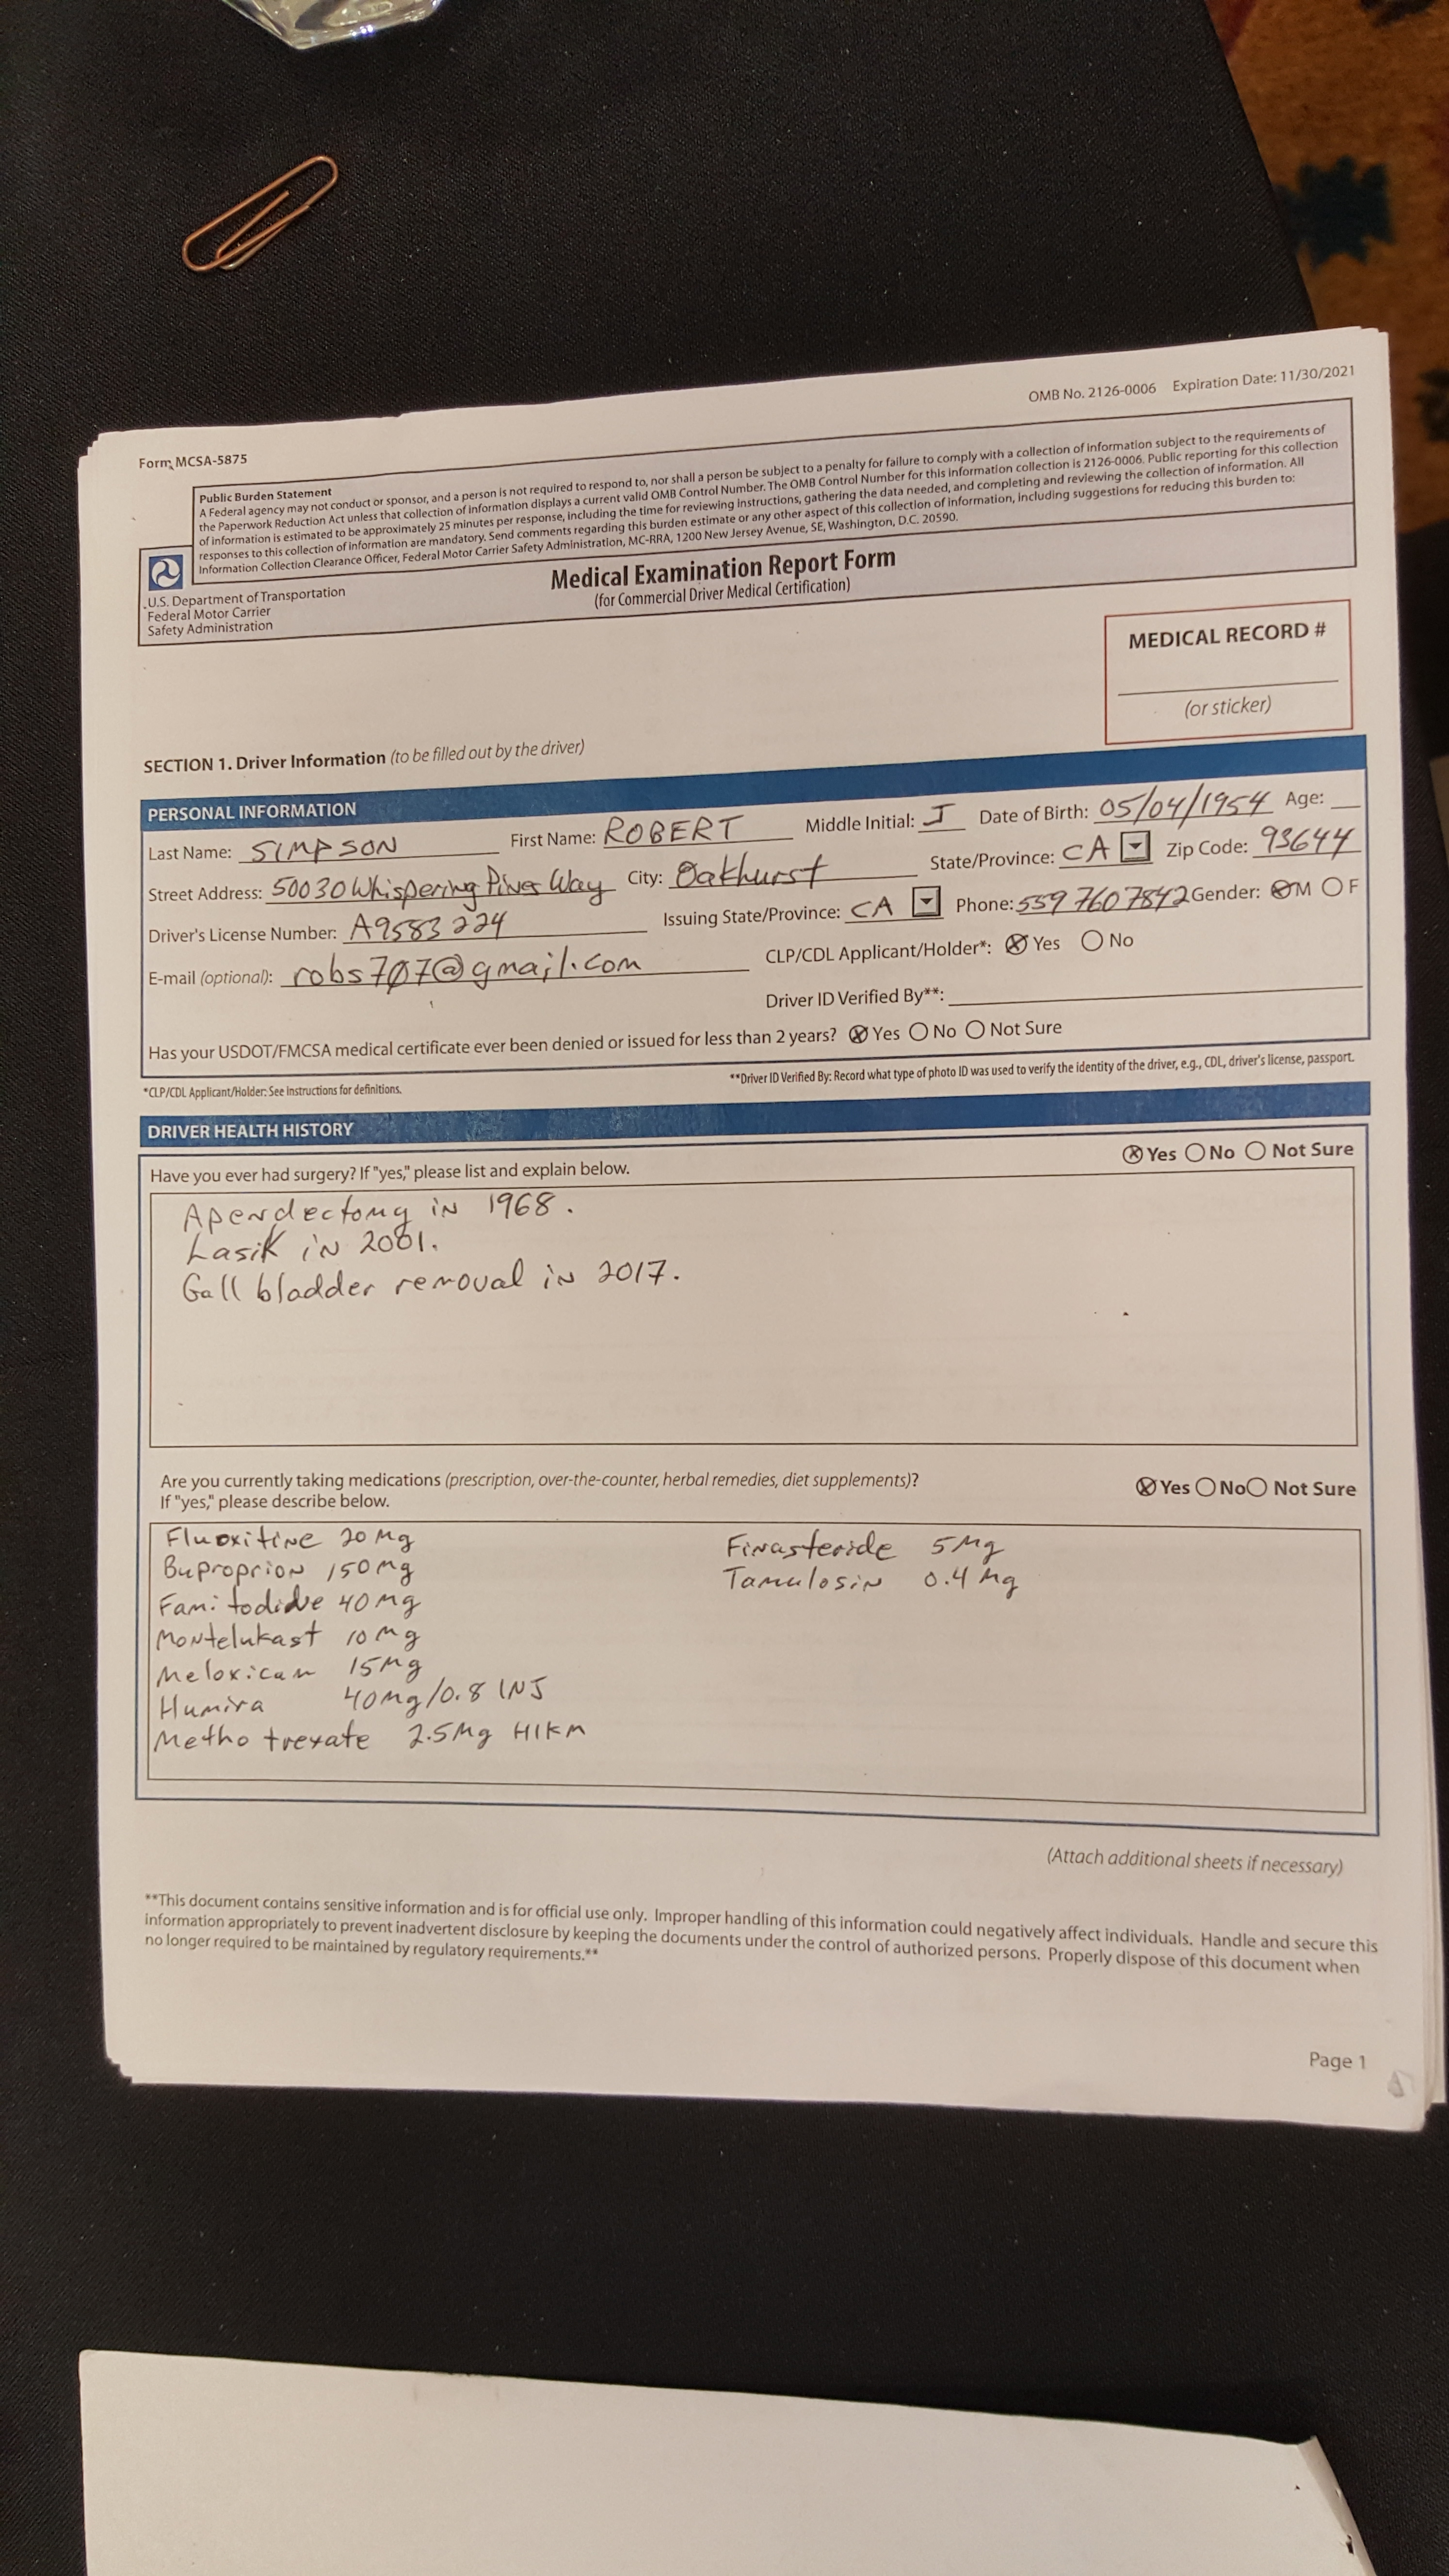 OMB No. 2126-0006 Expiration Date: 11/30/2021
Form MCSA-5875
Public Burden Statement
A Federal agency may not conduct or sponsor, and a person is not required to respond to, nor shall a person be subject to a penalty for failure to comply with a collection of information subject to the requirements of
the Paperwork Reduction Act unless that collection of information displays a current valid OMB Control Number. The OMB Control Number for this information collection is 2126-0006. Public reporting for this collection
of information is estimated to be approximately 25 minutes per response, including the time for reviewing instructions, gathering the data needed, and completing and reviewing the collection of information. All
responses to this collection of information are mandatory. Send comments regarding this burden estimate or any other aspect of this collection of information, including suggestions for reducing this burden to:
Information Collection Clearance Officer, Federal Motor Carrier Safety Administration, MC-RRA, 1200 New Jersey Avenue, SE, Washington, D.C. 20590.
U.S. Department of Transportation
Federal Motor Carrier
Safety Administration
Medical Examination Report Form
(for Commercial Driver Medical Certification)
MEDICAL RECORD #
(or sticker)
SECTION 1. Driver Information (to be filled out by the driver)
PERSONAL INFORMATION
Last Name: SIMPSON First Name: ROBERT Middle Initial: J Date of Birth: 05/04/1954 Age:
Street Address: 50030 Whispering Pines Way City: Oakhurst State/Province: CA Zip Code: 93644
Driver's License Number: A9583224 Issuing State/Province: CA Phone: 559 760 7842 Gender: M F
E-mail (optional): robs707@gmail.com CLP/CDL Applicant/Holder*: Yes No
Driver ID Verified By**:
Has your USDOT/FMCSA medical certificate ever been denied or issued for less than 2 years? Yes No Not Sure
*CLP/CDL Applicant/Holder: See Instructions for definitions. **Driver ID Verified By: Record what type of photo ID was used to verify the identity of the driver, e.g., CDL, driver's license, passport.
DRIVER HEALTH HISTORY
Have you ever had surgery? If "yes," please list and explain below. Yes No Not Sure
Apendectomy in 1968.
Lasik in 2001.
Gall bladder removal in 2017.
Are you currently taking medications (prescription, over-the-counter, herbal remedies, diet supplements)? Yes No Not Sure
If "yes," please describe below.
Fluoxitine 20 Mg
Buproprion 150 mg
Famitodidve 40 mg
Montelukast 10 mg
Meloxicam 15mg
Humira 40mg/0.8 INJ
Methotrexate 2.5mg H1KM
Finasteride 5 Mg
Tamulosin 0.4 Mg
(Attach additional sheets if necessary)
**This document contains sensitive information and is for official use only. Improper handling of this information could negatively affect individuals. Handle and secure this
information appropriately to prevent inadvertent disclosure by keeping the documents under the control of authorized persons. Properly dispose of this document when
no longer required to be maintained by regulatory requirements.**
Page 1